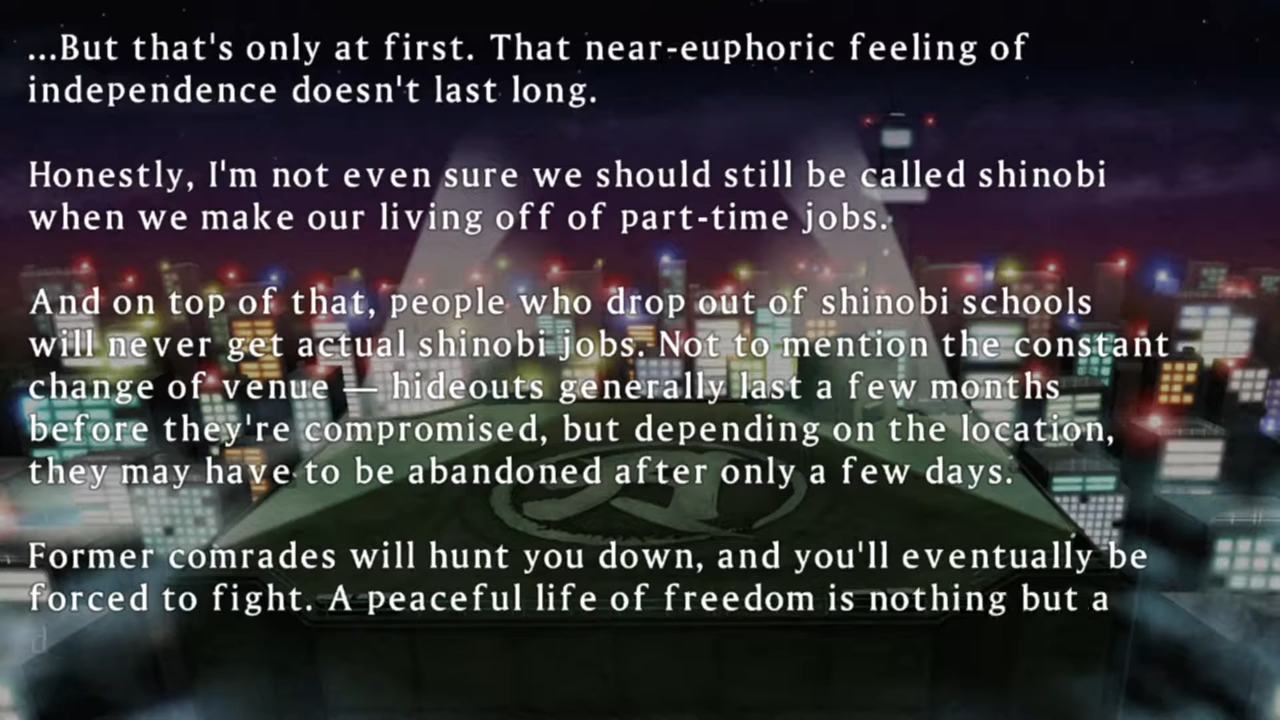 ...But that's only at first. That near-euphoric feeling of
independence doesn't last long.
Honestly, I'm not even sure we should still be called shinobi
when we make our living off of part-time jobs.
And on top of that, people who drop out of shinobi schools
will never get actual shinobi jobs. Not to mention the constant
change of venue — hideouts generally last a few months
before they're compromised, but depending on the location,
they may have to be abandoned after only a few days.
Former comrades will hunt you down, and you'll eventually be
forced to fight. A peaceful life of freedom is nothing but a
d